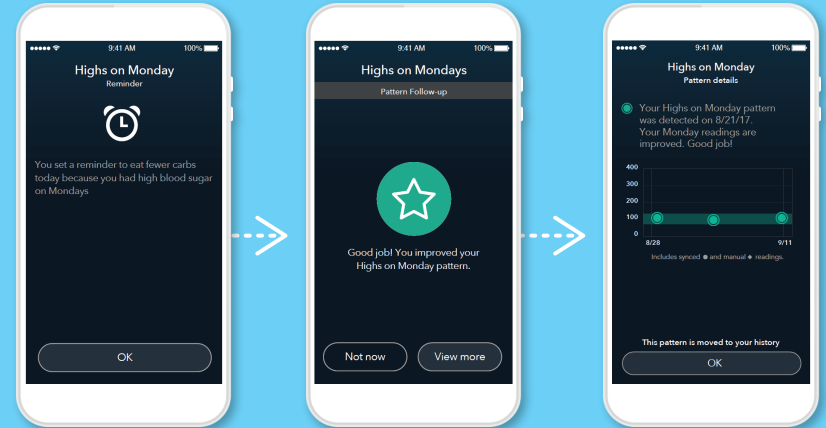 9:41 AM 100%
Highs on Monday
Reminder
You set a reminder to eat fewer carbs
today because you had high blood sugar
on Mondays
OK
9:41 AM 100%
Highs on Mondays
Pattern Follow-up
Good job! You improved your
Highs on Monday pattern.
Not now View more
9:41 AM 100%
Highs on Monday
Pattern details
Your Highs on Monday pattern
was detected on 8/21/17.
Your Monday readings are
improved. Good job!
400
300
200
100
0
8/28 9/11
Includes synced and manual readings.
This pattern is moved to your history
OK